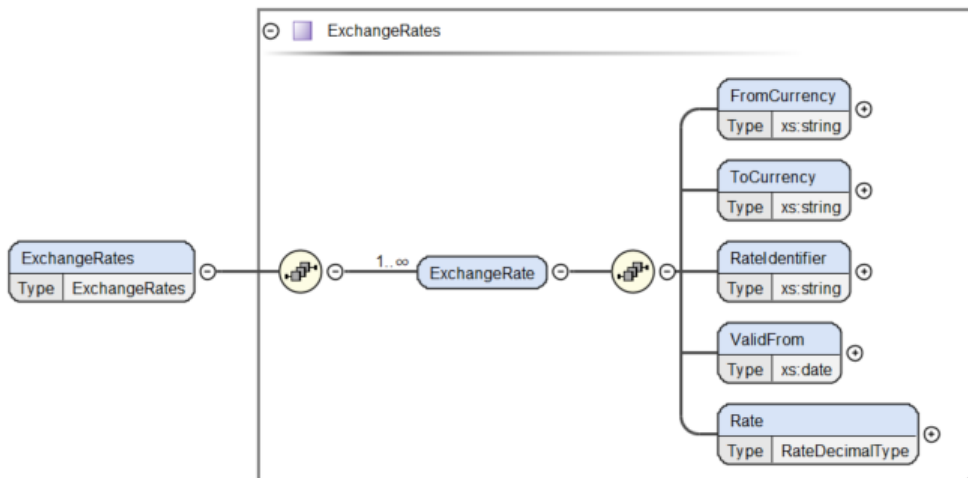 ExchangeRates
FromCurrency
Type xs:string
ToCurrency
Type xs:string
ExchangeRates
Type ExchangeRates
1..∞
ExchangeRate
RateIdentifier
Type xs:string
ValidFrom
Type xs:date
Rate
Type RateDecimalType